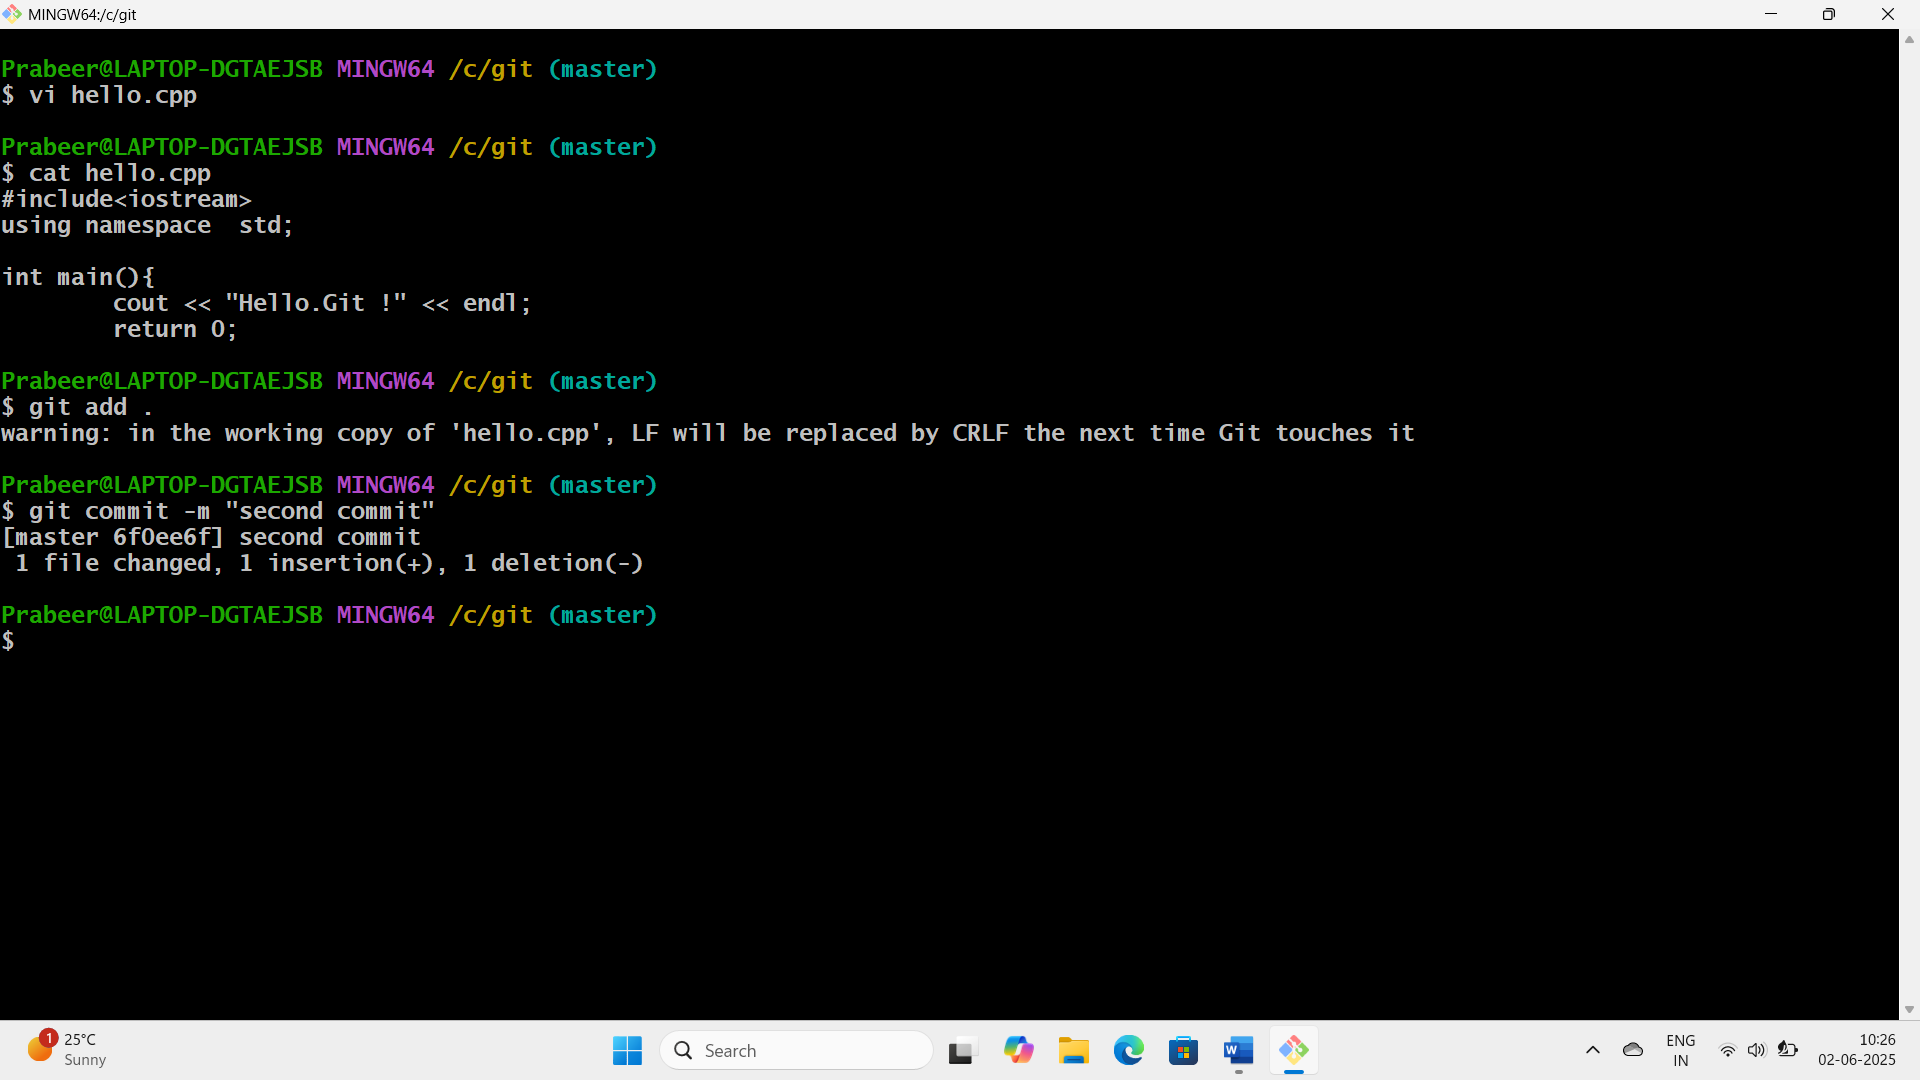 MINGW64:/c/git
Prabeer@LAPTOP-DGTAEJSB MINGW64 /c/git (master)
$ vi hello.cpp
Prabeer@LAPTOP-DGTAEJSB MINGW64 /c/git (master)
$ cat hello.cpp
#include<iostream>
using namespace  std;
int main(){
        cout << "Hello.Git !" << endl;
        return 0;
Prabeer@LAPTOP-DGTAEJSB MINGW64 /c/git (master)
$ git add .
warning: in the working copy of 'hello.cpp', LF will be replaced by CRLF the next time Git touches it
Prabeer@LAPTOP-DGTAEJSB MINGW64 /c/git (master)
$ git commit -m "second commit"
[master 6f0ee6f] second commit
 1 file changed, 1 insertion(+), 1 deletion(-)
Prabeer@LAPTOP-DGTAEJSB MINGW64 /c/git (master)
$
1
25°C
Sunny
Search
W
ENG
IN
10:26
02-06-2025